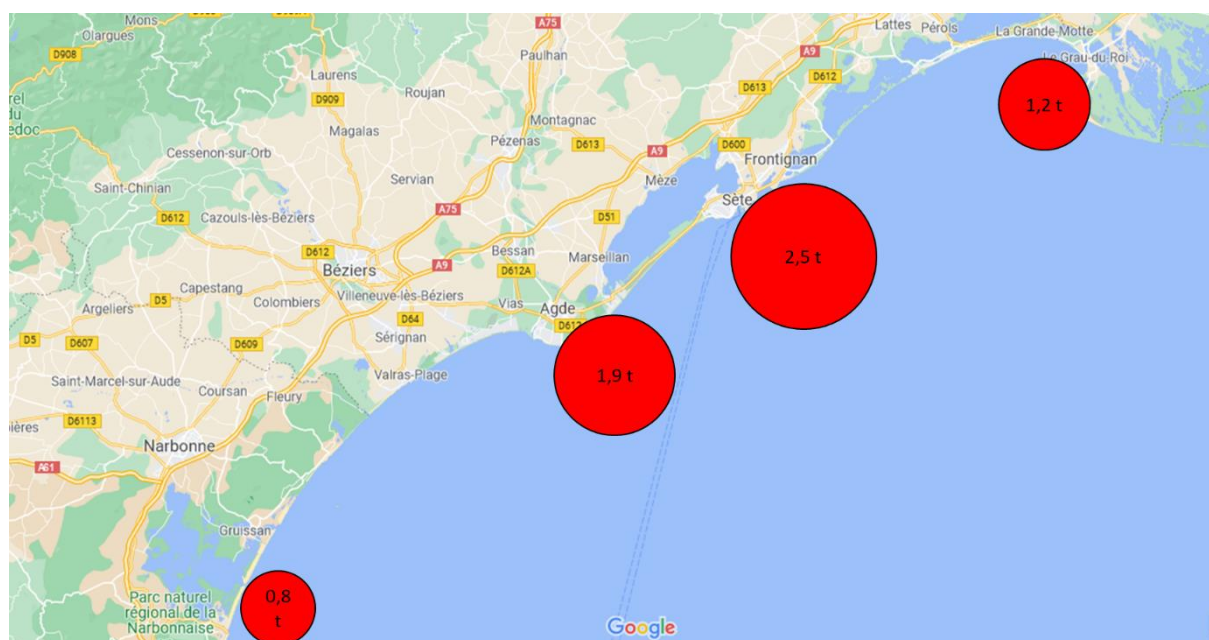 Mons
Olargues
D908
A75
Paulhan
A9
Lattes
Pérols
La Grande-Motte
Le Grau-du-Roi
Laurens
D909
Roujan
D613
D612
1,2 t
Magalas
Montagnac
Pézenas
D613
A9
D600
Frontignan
Cessenon-sur-Orb
Servian
Mèze
Saint-Chinian
Sète
D612
Cazouls-lès-Béziers
A75
D51
D612
Bessan
Marseillan
2,5 t
Béziers
A9
D612A
Capestang
Villeneuve-lès-Béziers
D5
Colombiers
Vias
Agde
Argeliers
D64
D612
D5
D607
D609
Sérignan
Saint-Marcel-sur-Aude
Valras-Plage
1,9 t
Coursan
Fleury
D6113
Narbonne
A61
Gruissan
0,8
t
Parc naturel
régional de la
Narbonnaise
Google